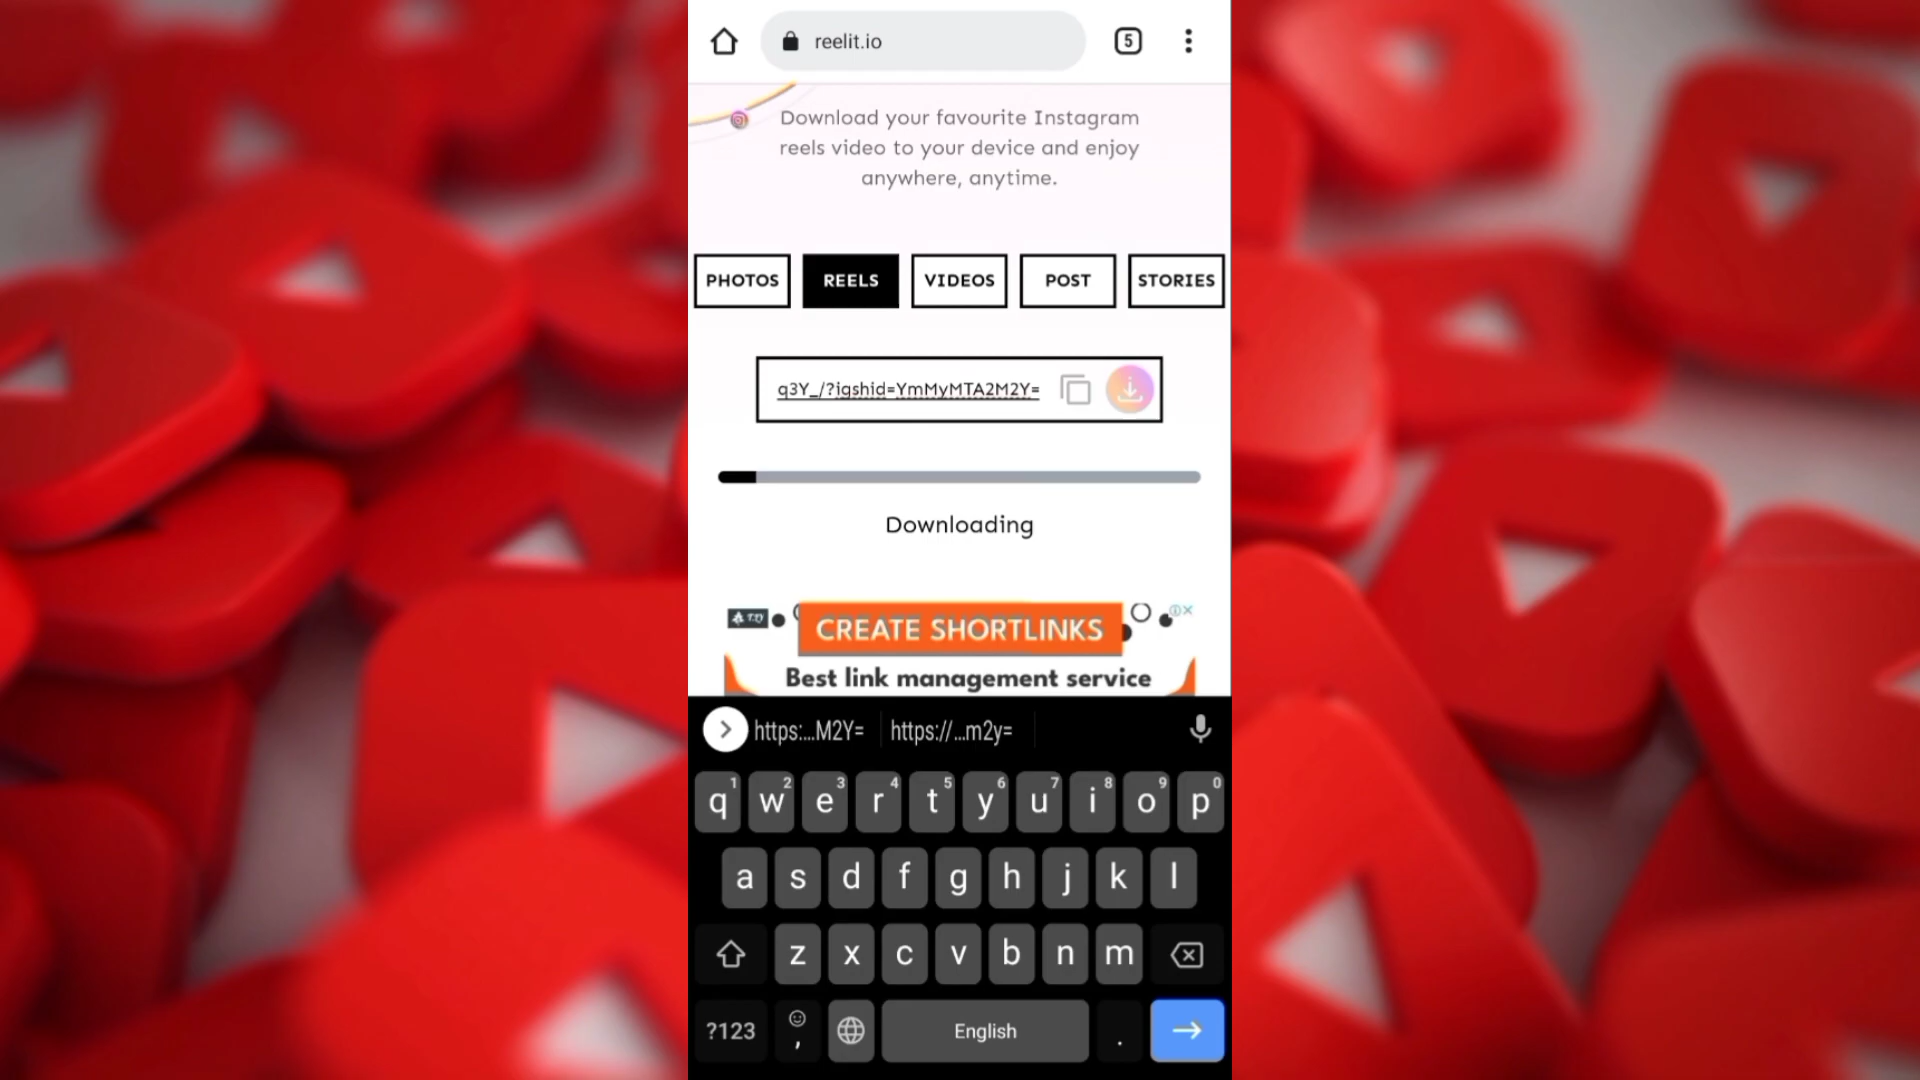 reelit.io
5
Download your favourite Instagram
reels video to your device and enjoy
anywhere, anytime.
PHOTOS REELS VIDEOS POST STORIES
q3Y_/?igshid=YmMyMTA2M2Y=
Downloading
CREATE SHORTLINKS
Best link management service
https:...M2Y= https://...m2y=
1 2 3 4 5 6 7 8 9 0
q w e r t y u i o p
a s d f g h j k l
z x c v b n m
?123 , English .